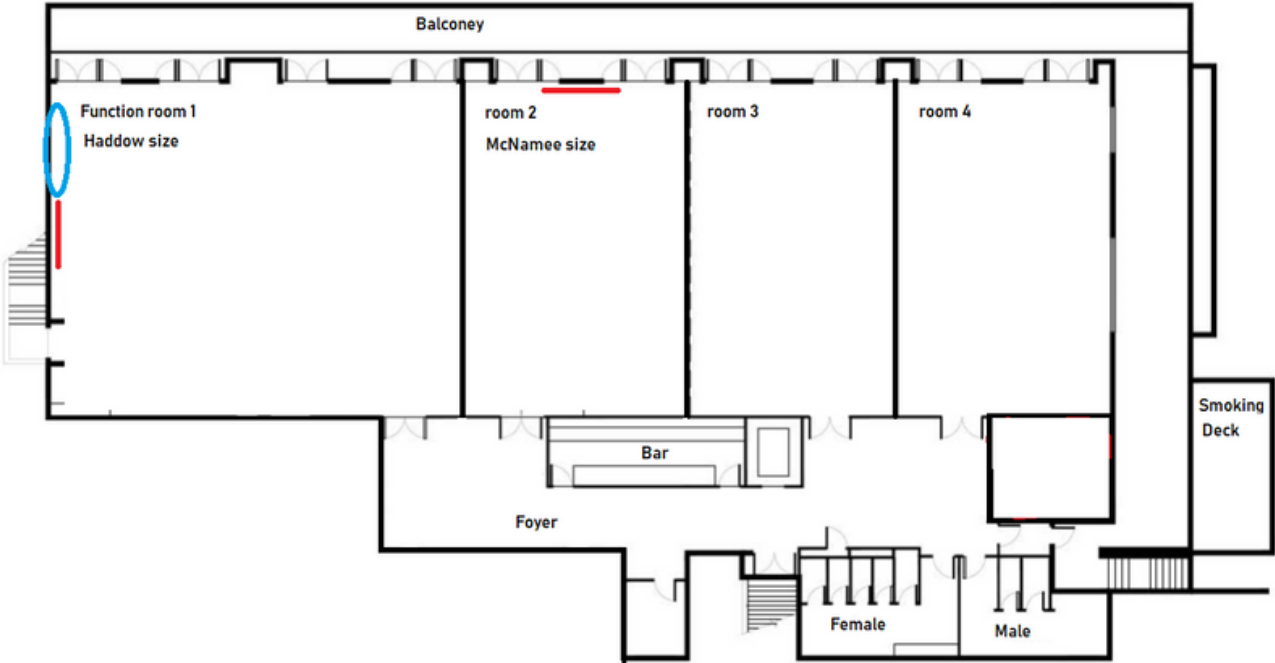 Balconey
Function room 1
Haddow size
room 2
McNamee size
room 3
room 4
Smoking
Deck
Bar
Foyer
Female
Male